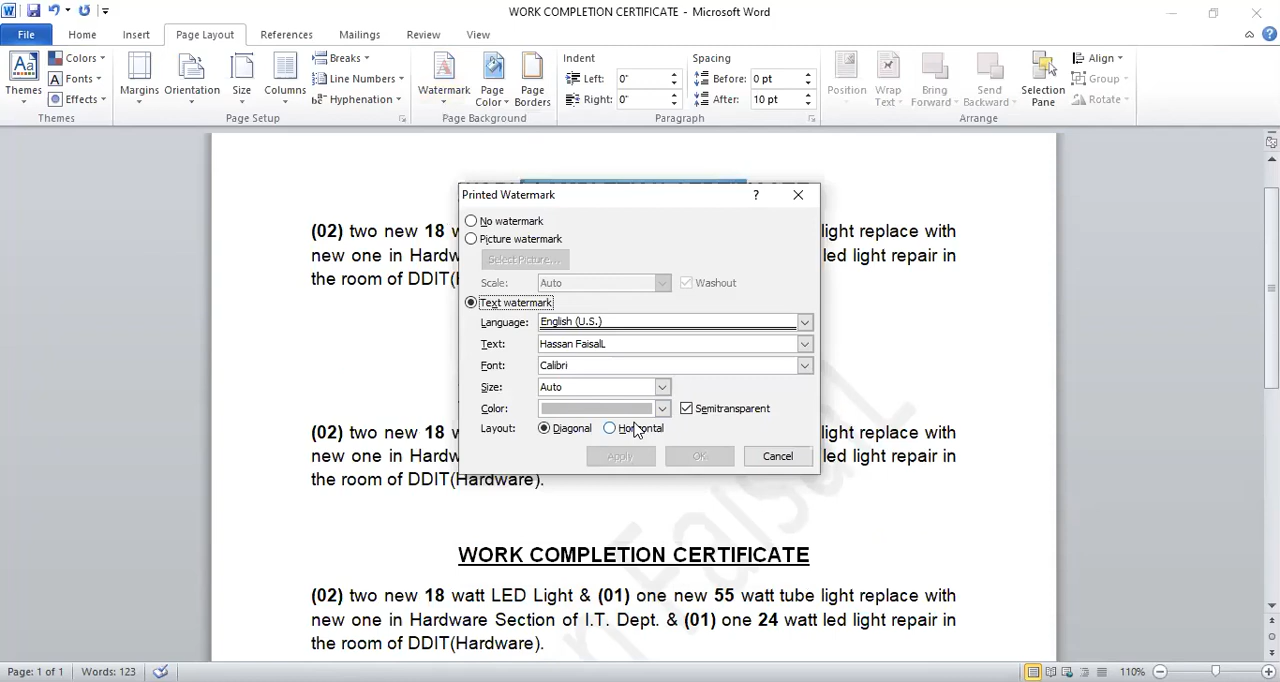 WORK COMPLETION CERTIFICATE - Microsoft Word
File Home Insert Page Layout References Mailings Review View
Themes Colors Fonts Effects Themes
Margins Orientation Size Columns Breaks Line Numbers Hyphenation Page Setup
Watermark Page Color Page Borders Page Background
Indent Left: 0" Right: 0" Spacing Before: 0 pt After: 10 pt Paragraph
Position Wrap Text Bring Forward Send Backward Selection Pane Align Group Rotate Arrange
Printed Watermark ?
No watermark
Picture watermark
Select Picture...
Scale: Auto Washout
Text watermark
Language: English (U.S.)
Text: Hassan FaisalL
Font: Calibri
Size: Auto
Color: Semitransparent
Layout: Diagonal Horizontal
Apply OK Cancel
(02) two new 18 light replace with
new one in Hardw led light repair in
the room of DDIT(H
(02) two new 18 light replace with
new one in Hardw led light repair in
the room of DDIT(Hardware).
WORK COMPLETION CERTIFICATE
(02) two new 18 watt LED Light & (01) one new 55 watt tube light replace with
new one in Hardware Section of I.T. Dept. & (01) one 24 watt led light repair in
the room of DDIT(Hardware).
FaisalL
Page: 1 of 1 Words: 123 110%